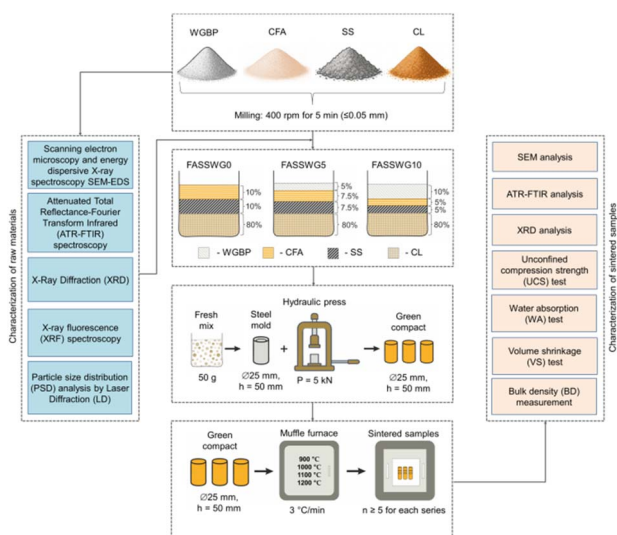 WGBP
CFA
SS
CL
Milling: 400 rpm for 5 min (≤0.05 mm)
Characterization of raw materials
Scanning electron
microscopy and energy
dispersive X-ray
spectroscopy SEM-EDS
Attenuated Total
Reflectance-Fourier
Transform Infrared
(ATR-FTIR)
spectroscopy
X-Ray Diffraction (XRD)
X-ray fluorescence
(XRF) spectroscopy
Particle size distribution
(PSD) analysis by Laser
Diffraction (LD)
FASSWG0
FASSWG5
FASSWG10
10%
10%
80%
5%
7.5%
7.5%
80%
10%
5%
5%
80%
- WGBP
- CFA
- SS
- CL
Fresh
mix
50 g
Steel
mold
∅25 mm,
h = 50 mm
Hydraulic press
P = 5 kN
Green
compact
∅25 mm,
h = 50 mm
Green
compact
∅25 mm,
h = 50 mm
Muffle furnace
900 °C
1000 °C
1100 °C
1200 °C
3 °C/min
Sintered samples
n ≥ 5 for each series
SEM analysis
ATR-FTIR analysis
XRD analysis
Unconfined
compression strength
(UCS) test
Water absorption
(WA) test
Volume shrinkage
(VS) test
Bulk density (BD)
measurement
Characterization of sintered samples